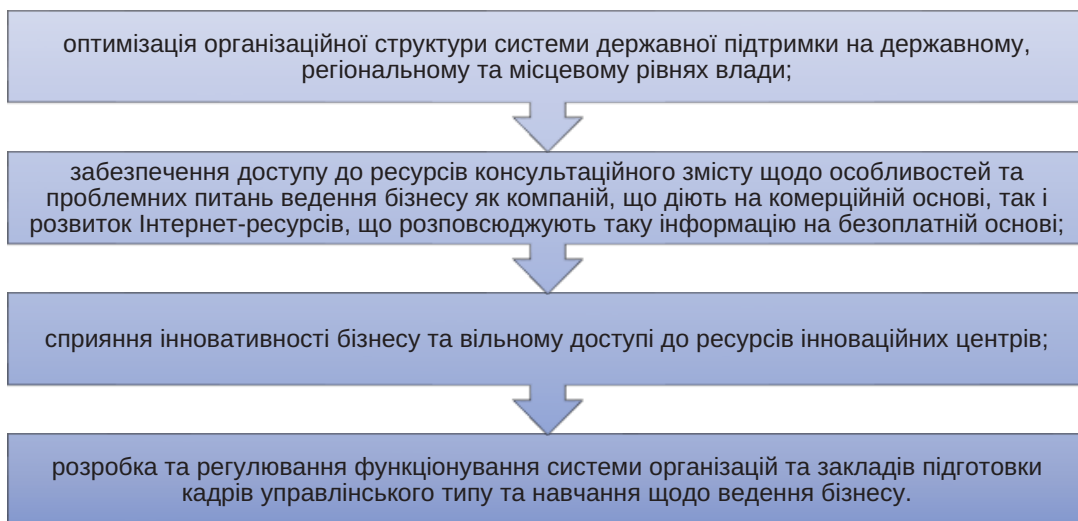 оптимізація організаційної структури системи державної підтримки на державному,
регіональному та місцевому рівнях влади;
забезпечення доступу до ресурсів консультаційного змісту щодо особливостей та
проблемних питань ведення бізнесу як компаній, що діють на комерційній основі, так і
розвиток Інтернет-ресурсів, що розповсюджують таку інформацію на безоплатній основі;
сприяння інновативності бізнесу та вільному доступі до ресурсів інноваційних центрів;
розробка та регулювання функціонування системи організацій та закладів підготовки
кадрів управлінського типу та навчання щодо ведення бізнесу.